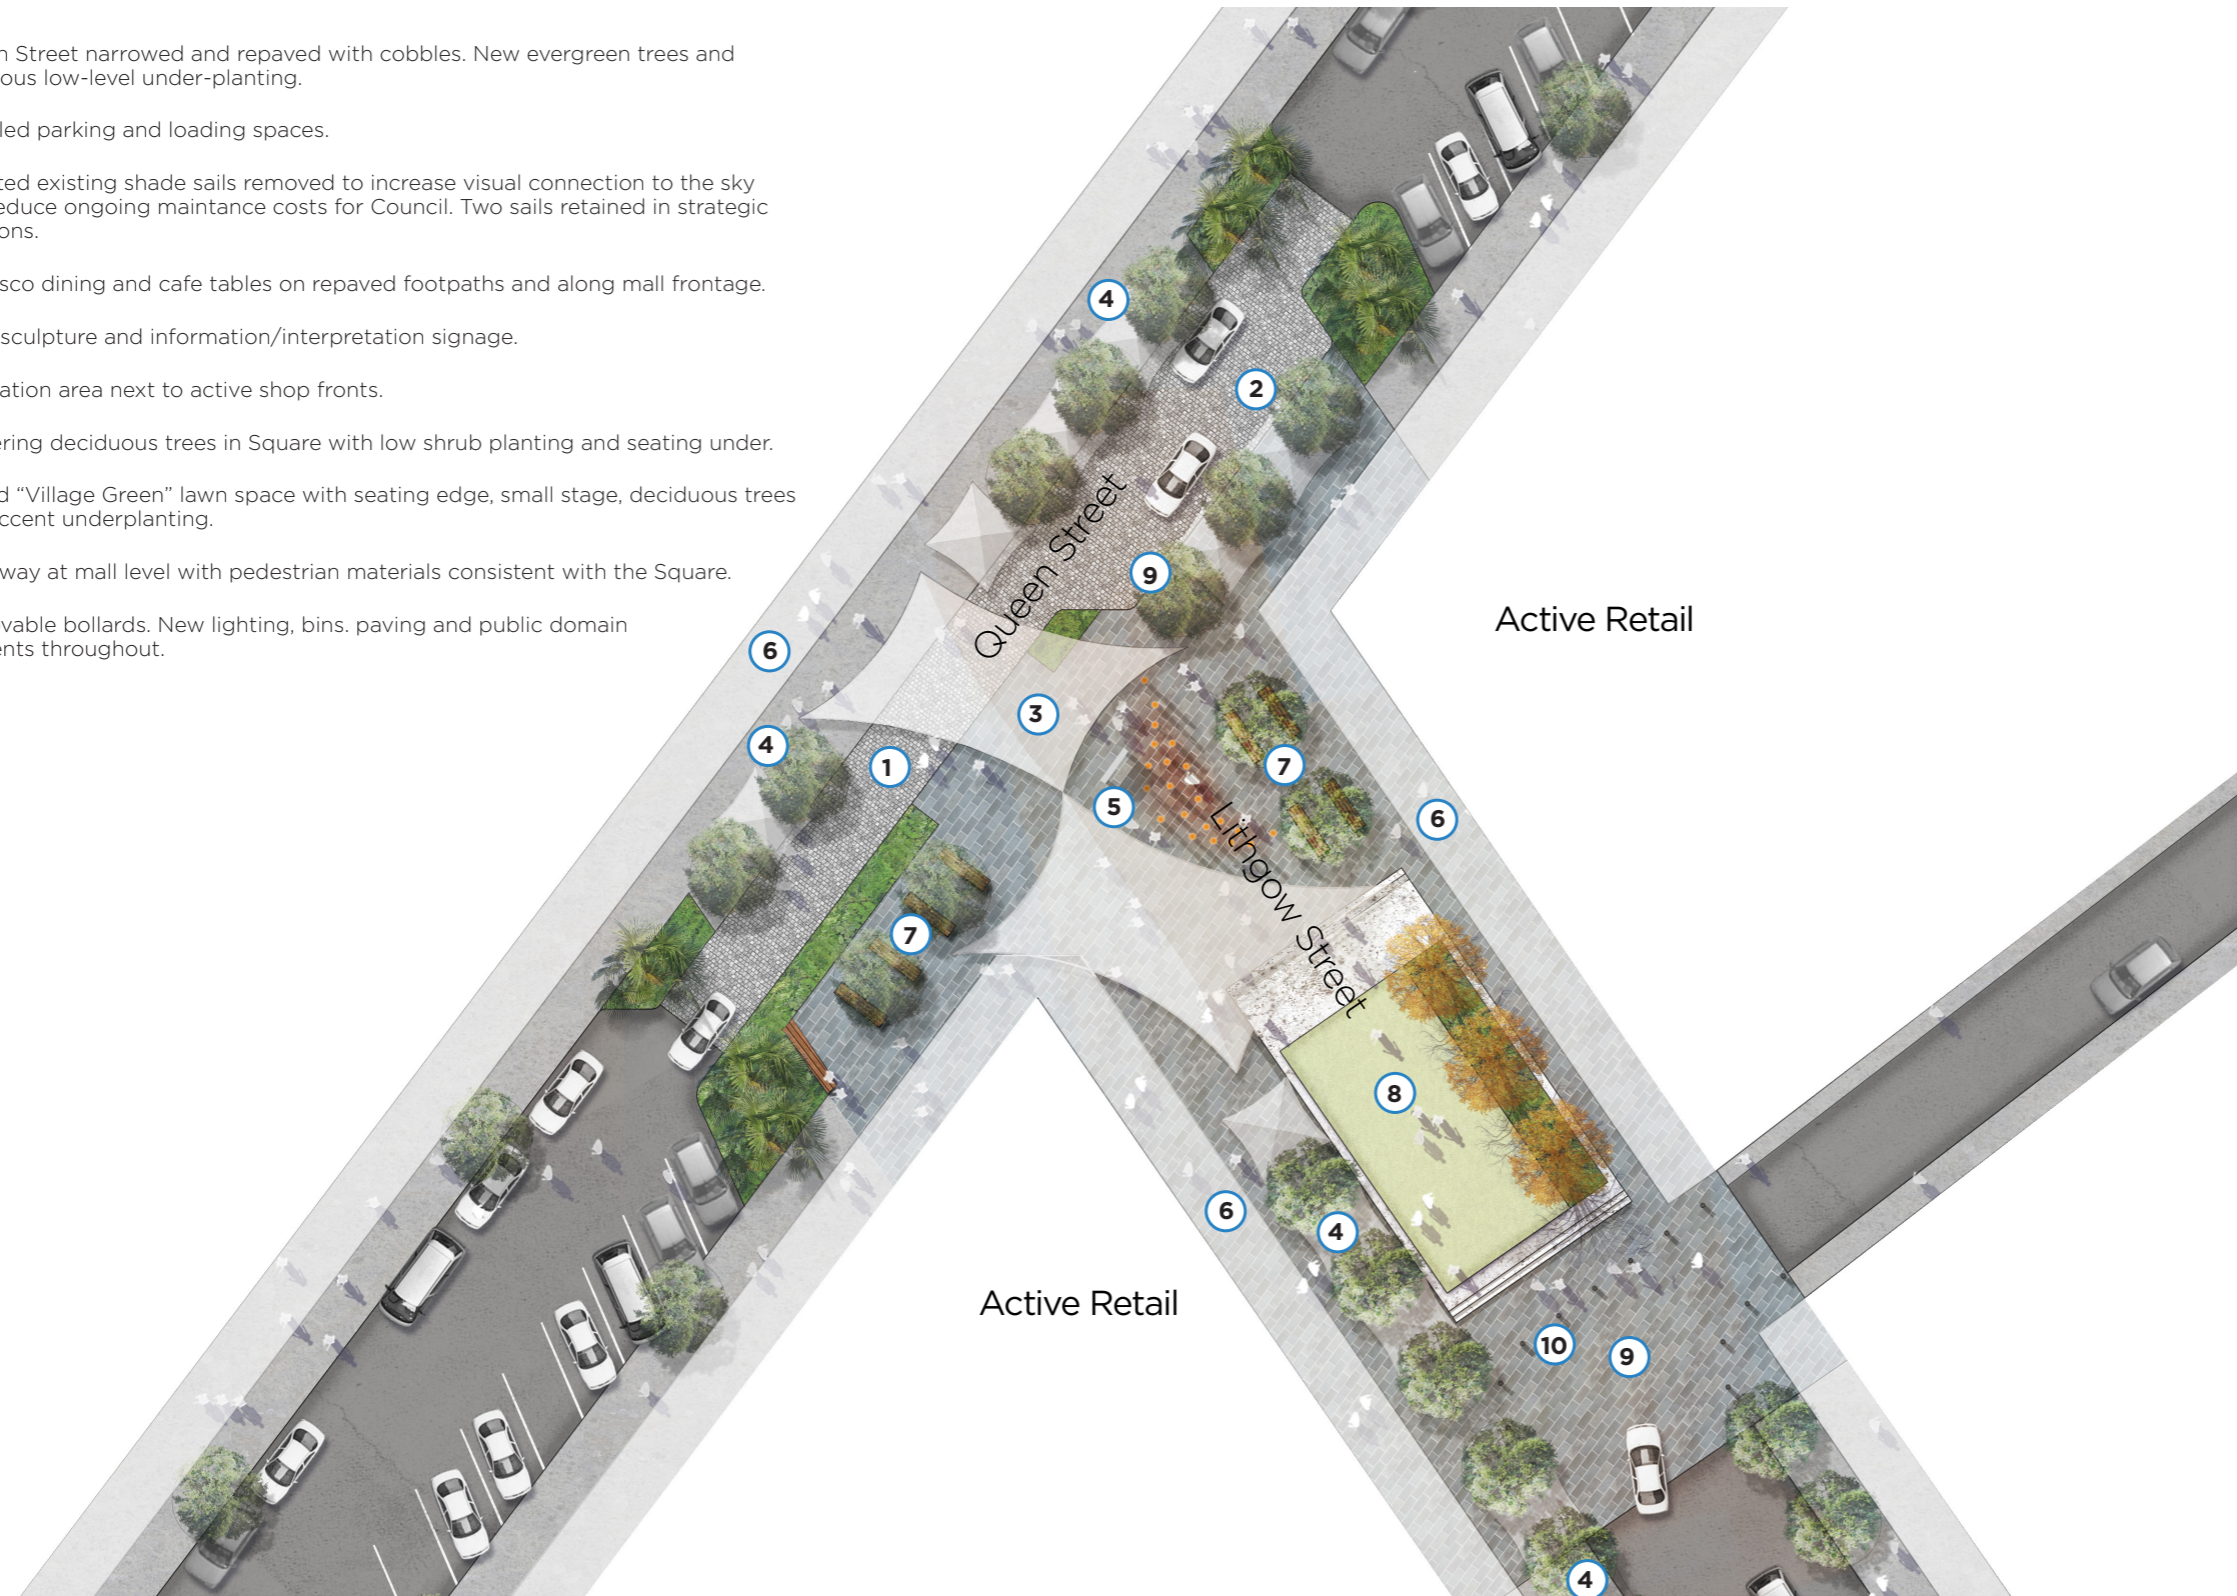 n Street narrowed and repaved with cobbles. New evergreen trees and
ous low-level under-planting.
led parking and loading spaces.
ted existing shade sails removed to increase visual connection to the sky
educe ongoing maintance costs for Council. Two sails retained in strategic
ons.
sco dining and cafe tables on repaved footpaths and along mall frontage.
sculpture and information/interpretation signage.
ation area next to active shop fronts.
ering deciduous trees in Square with low shrub planting and seating under.
d “Village Green” lawn space with seating edge, small stage, deciduous trees
ccent underplanting.
way at mall level with pedestrian materials consistent with the Square.
vable bollards. New lighting, bins. paving and public domain
ents throughout.
4
2
Queen Street
9
Active Retail
6
3
4
1
7
5
Lithgow Street
6
7
8
6
4
Active Retail
10
9
4